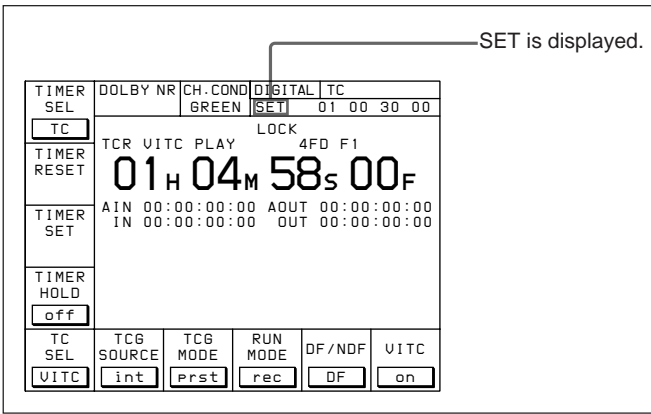 SET is displayed.
TIMER SEL
TC
DOLBY NR
CH.COND DIGITAL TC
GREEN SET 01 00 30 00
LOCK
TCR VITC PLAY 4FD F1
01H 04M 58S 00F
AIN 00:00:00:00 AOUT 00:00:00:00
IN 00:00:00:00 OUT 00:00:00:00
TIMER RESET
TIMER SET
TIMER HOLD
off
TC SEL
VITC
TCG SOURCE
int
TCG MODE
prst
RUN MODE
rec
DF/NDF
DF
VITC
on